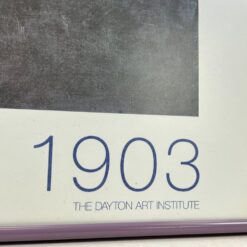 1903
THE DAYTON ART INSTITUTE